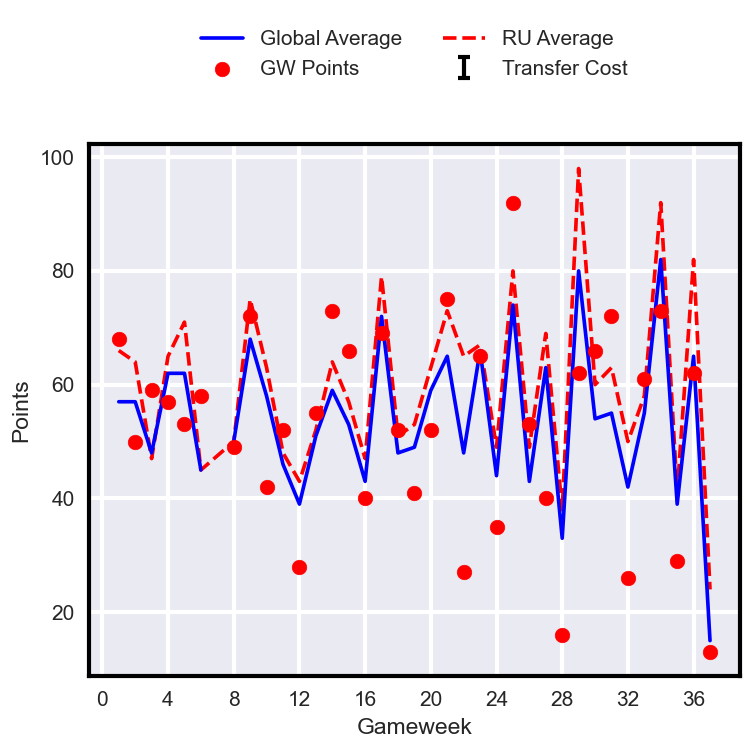 Global Average
RU Average
GW Points
Transfer Cost
100
80
60
40
20
Points
0 4 8 12 16 20 24 28 32 36
Gameweek